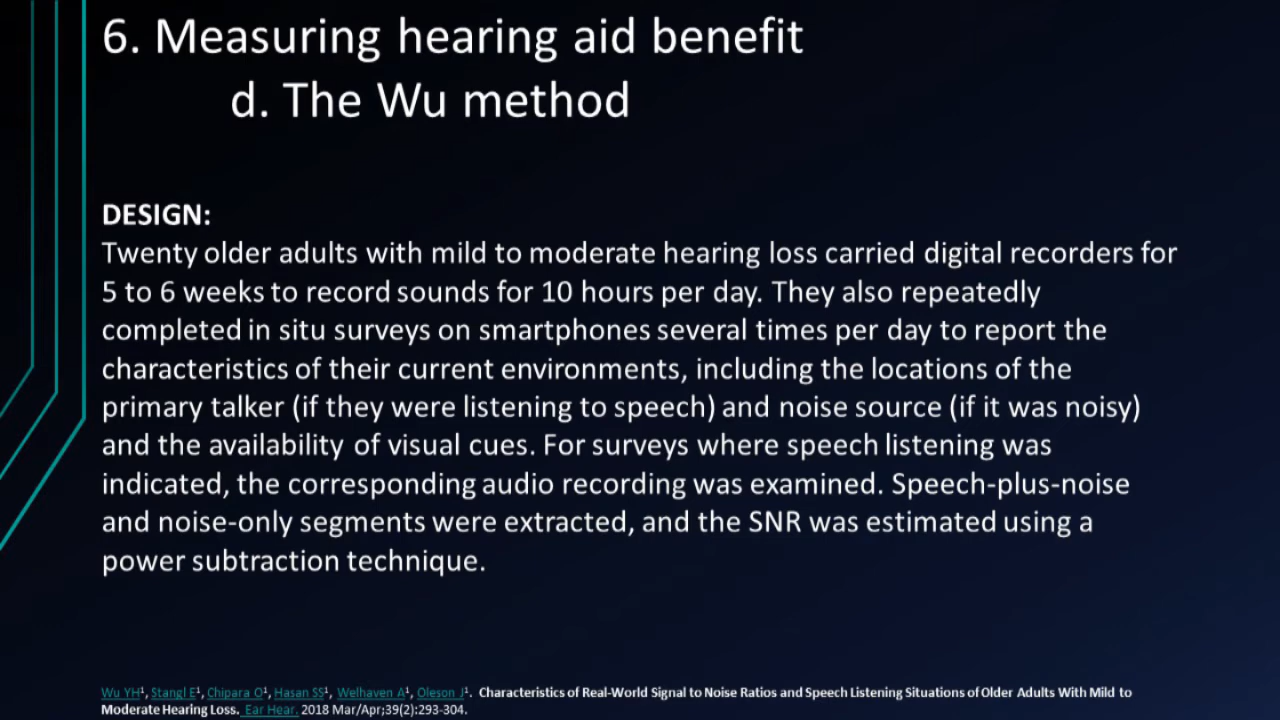 6. Measuring hearing aid benefit
d. The Wu method
DESIGN:
Twenty older adults with mild to moderate hearing loss carried digital recorders for
5 to 6 weeks to record sounds for 10 hours per day. They also repeatedly
completed in situ surveys on smartphones several times per day to report the
characteristics of their current environments, including the locations of the
primary talker (if they were listening to speech) and noise source (if it was noisy)
and the availability of visual cues. For surveys where speech listening was
indicated, the corresponding audio recording was examined. Speech-plus-noise
and noise-only segments were extracted, and the SNR was estimated using a
power subtraction technique.
Wu YH¹, Stangl E¹, Chipara O¹, Hasan SS¹, Welhaven A¹, Oleson J¹. Characteristics of Real-World Signal to Noise Ratios and Speech Listening Situations of Older Adults With Mild to
Moderate Hearing Loss. Ear Hear. 2018 Mar/Apr;39(2):293-304.